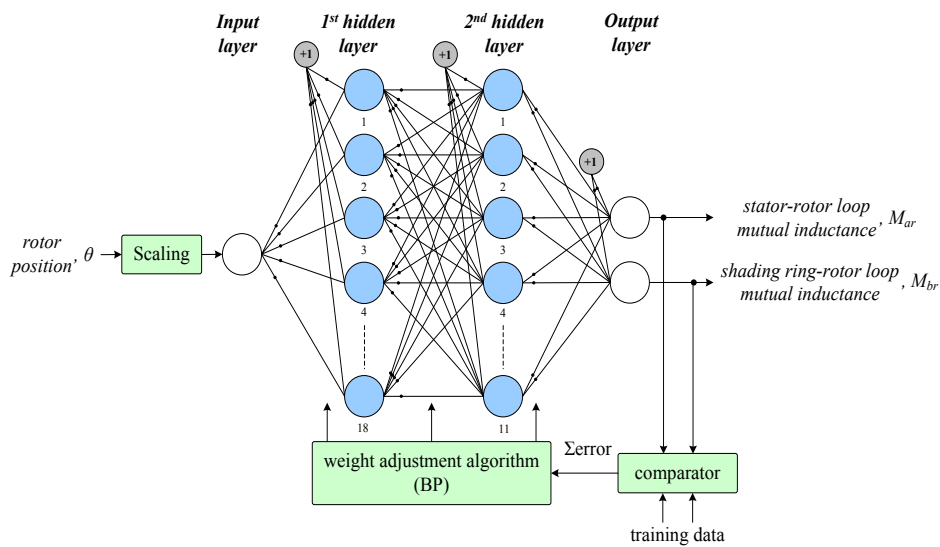 Input
layer
1st hidden
layer
2nd hidden
layer
Output
layer
+1
+1
+1
1
2
3
4
18
1
2
3
4
11
rotor
position, θ
Scaling
stator-rotor loop
mutual inductance, Mar
shading ring-rotor loop
mutual inductance, Mbr
weight adjustment algorithm
(BP)
Σerror
comparator
training data